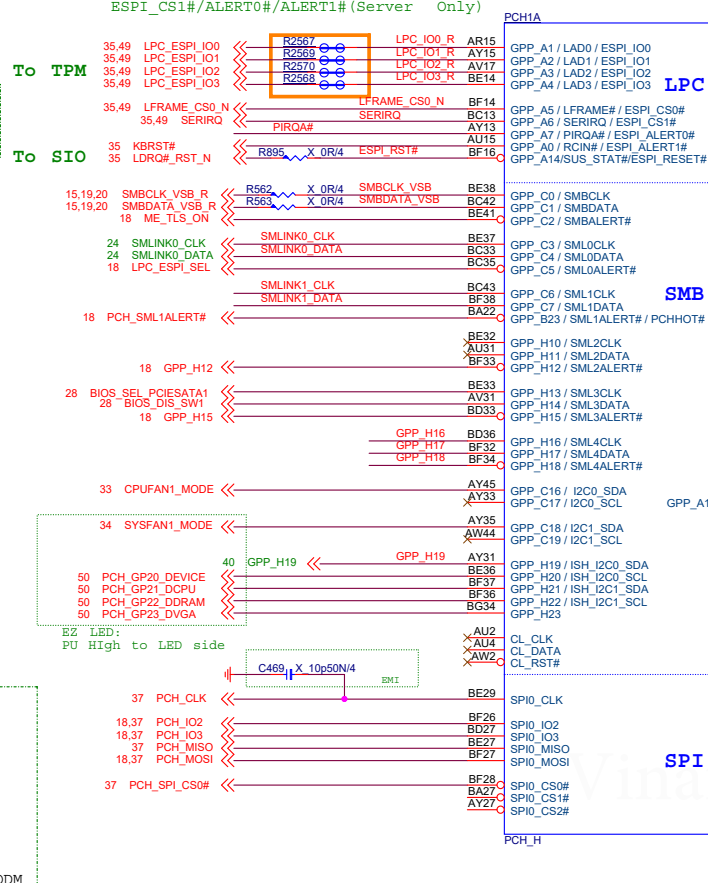 ESPI_CS1#/ALERT0#/ALERT1#(Server Only)
PCH1A
35,49 LPC_ESPI_IO0 R2567 LPC_IO0_R AR15 GPP_A1 / LAD0 / ESPI_IO0
35,49 LPC_ESPI_IO1 R2569 LPC_IO1_R AY15 GPP_A2 / LAD1 / ESPI_IO1
To TPM 35,49 LPC_ESPI_IO2 R2570 LPC_IO2_R AV17 GPP_A3 / LAD2 / ESPI_IO2
35,49 LPC_ESPI_IO3 R2568 LPC_IO3_R BE14 GPP_A4 / LAD3 / ESPI_IO3
LPC
35,49 LFRAME_CS0_N LFRAME_CS0_N BF14 GPP_A5 / LFRAME# / ESPI_CS0#
35,49 SERIRQ SERIRQ BC13 GPP_A6 / SERIRQ / ESPI_CS1#
PIRQA# AY13 GPP_A7 / PIRQA# / ESPI_ALERT0#
35 KBRST# AU15 GPP_A0 / RCIN# / ESPI_ALERT1#
To SIO 35 LDRQ#_RST_N R895 X_0R/4 ESPI_RST# BF16 GPP_A14/SUS_STAT#/ESPI_RESET#
15,19,20 SMBCLK_VSB_R R562 X_0R/4 SMBCLK_VSB BE38 GPP_C0 / SMBCLK
15,19,20 SMBDATA_VSB_R R563 X_0R/4 SMBDATA_VSB BC42 GPP_C1 / SMBDATA
18 ME_TLS_ON BE41 GPP_C2 / SMBALERT#
24 SMLINK0_CLK SMLINK0_CLK BE37 GPP_C3 / SML0CLK
24 SMLINK0_DATA SMLINK0_DATA BC33 GPP_C4 / SML0DATA
18 LPC_ESPI_SEL BC35 GPP_C5 / SML0ALERT#
SMLINK1_CLK BC43 GPP_C6 / SML1CLK
SMB
SMLINK1_DATA BF38 GPP_C7 / SML1DATA
18 PCH_SML1ALERT# BA22 GPP_B23 / SML1ALERT# / PCHHOT#
BE32 GPP_H10 / SML2CLK
AU31 GPP_H11 / SML2DATA
18 GPP_H12 BF33 GPP_H12 / SML2ALERT#
28 BIOS_SEL_PCIESATA1 BE33 GPP_H13 / SML3CLK
28 BIOS_DIS_SW1 AV31 GPP_H14 / SML3DATA
18 GPP_H15 BD33 GPP_H15 / SML3ALERT#
GPP_H16 BD36 GPP_H16 / SML4CLK
GPP_H17 BF32 GPP_H17 / SML4DATA
GPP_H18 BF34 GPP_H18 / SML4ALERT#
33 CPUFAN1_MODE AY45 GPP_C16 / I2C0_SDA
AY33 GPP_C17 / I2C0_SCL GPP_A1
34 SYSFAN1_MODE AY35 GPP_C18 / I2C1_SDA
AW44 GPP_C19 / I2C1_SCL
40 GPP_H19 GPP_H19 AY31 GPP_H19 / ISH_I2C0_SDA
50 PCH_GP20_DEVICE BE36 GPP_H20 / ISH_I2C0_SCL
50 PCH_GP21_DCPU BF37 GPP_H21 / ISH_I2C1_SDA
50 PCH_GP22_DDRAM BF36 GPP_H22 / ISH_I2C1_SCL
50 PCH_GP23_DVGA BG34 GPP_H23
EZ LED:
PU HIgh to LED side
AU2 CL_CLK
AU4 CL_DATA
AW2 CL_RST#
C469 X_10p50N/4
EMI
37 PCH_CLK BE29 SPI0_CLK
18,37 PCH_IO2 BF26 SPI0_IO2
18,37 PCH_IO3 BD27 SPI0_IO3
37 PCH_MISO BE27 SPI0_MISO
18,37 PCH_MOSI BF27 SPI0_MOSI
SPI
37 PCH_SPI_CS0# BF28 SPI0_CS0#
BA27 SPI0_CS1#
AY27 SPI0_CS2#
Vina
PCH_H
ODM